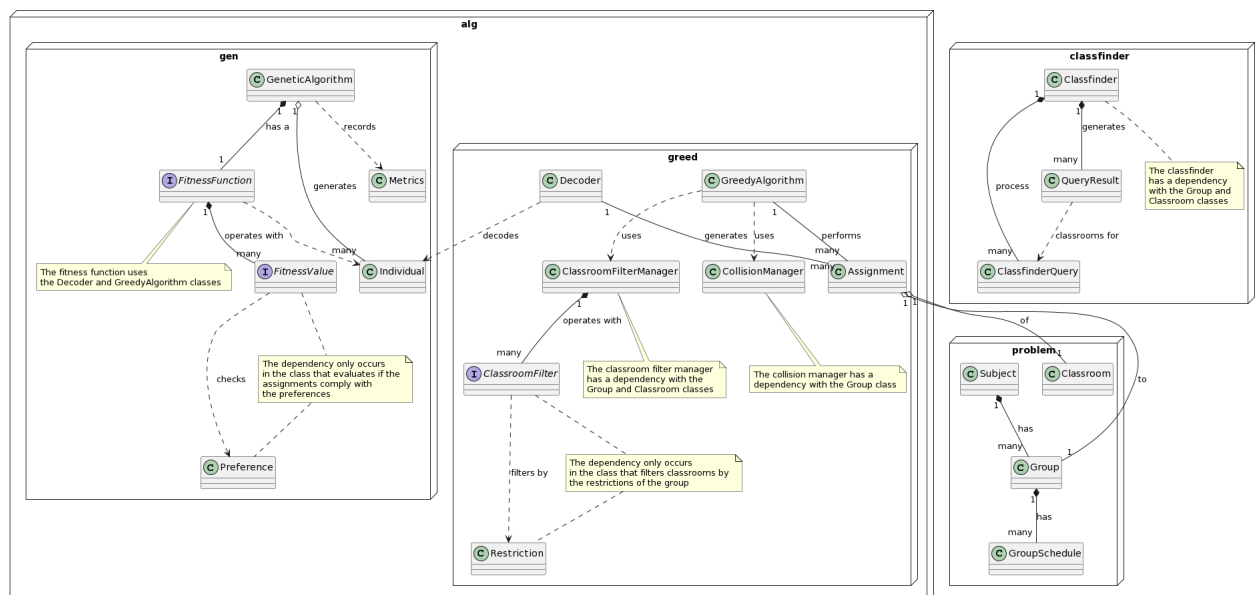 alg
gen
classfinder
C GeneticAlgorithm
1
1
has a
generates
records
1
I FitnessFunction
C Metrics
1
operates with
many
many
The fitness function uses
the Decoder and GreedyAlgorithm classes
I FitnessValue
C Individual
checks
The dependency only occurs
in the class that evaluates if the
assignments comply with
the preferences
C Preference
greed
C Decoder
C GreedyAlgorithm
1
1
decodes
uses
generates
uses
performs
many
many
C ClassroomFilterManager
C CollisionManager
C Assignment
1
1
1
operates with
many
The classroom filter manager
has a dependency with the
Group and Classroom classes
The collision manager has a
dependency with the Group class
I ClassroomFilter
filters by
The dependency only occurs
in the class that filters classrooms by
the restrictions of the group
C Restriction
C Classfinder
1
1
generates
process
many
C QueryResult
The classfinder
has a dependency
with the Group and
Classroom classes
classrooms for
many
C ClassfinderQuery
of
to
problem
1
C Subject
C Classroom
1
has
many
1
C Group
1
has
many
C GroupSchedule